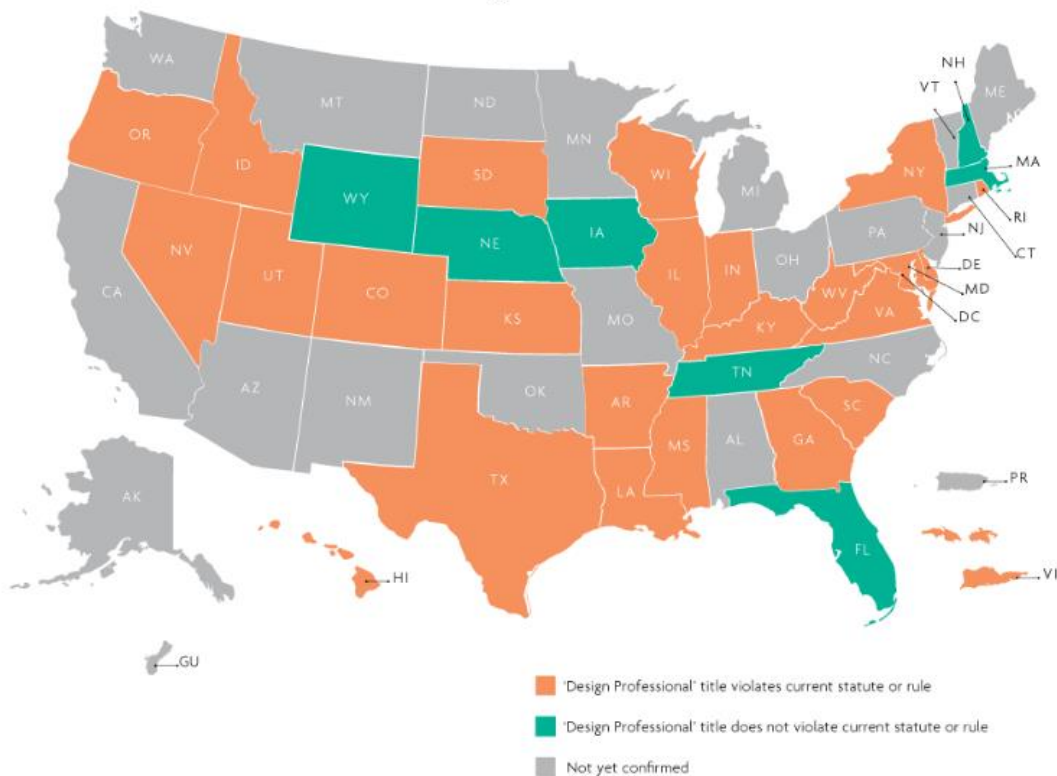 WA
MT
ND
MN
NH
VT
ME
OR
ID
SD
WI
MI
NY
MA
WY
RI
NE
IA
PA
NJ
CT
NV
UT
CO
IL
IN
OH
DE
MD
DC
CA
KS
MO
KY
WV
VA
TN
NC
AZ
NM
OK
AR
SC
MS
AL
GA
TX
LA
AK
PR
FL
HI
VI
GU
'Design Professional' title violates current statute or rule
'Design Professional' title does not violate current statute or rule
Not yet confirmed